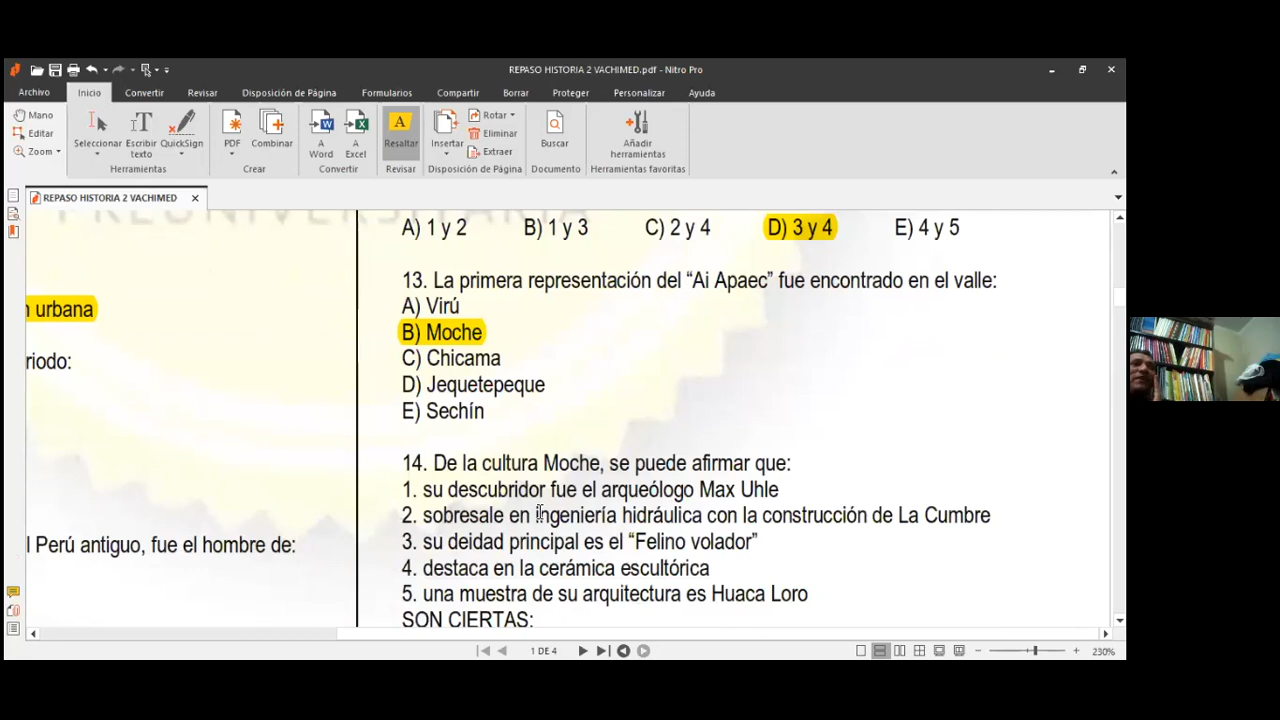 REPASO HISTORIA 2 VACHIMED.pdf - Nitro Pro
Archivo Inicio Convertir Revisar Disposición de Página Formularios Compartir Borrar Proteger Personalizar Ayuda
Mano
Editar
Zoom
Seleccionar
Escribir texto
QuickSign
Herramientas
PDF
Combinar
Crear
A Word
A Excel
Convertir
Resaltar
Revisar
Insertar
Rotar
Eliminar
Extraer
Disposición de Página
Buscar
Documento
Añadir herramientas
Herramientas favoritas
REPASO HISTORIA 2 VACHIMED
PREUNIVERSITARIA
n urbana
riodo:
l Perú antiguo, fue el hombre de:
A) 1 y 2 B) 1 y 3 C) 2 y 4 D) 3 y 4 E) 4 y 5
13. La primera representación del “Ai Apaec” fue encontrado en el valle:
A) Virú
B) Moche
C) Chicama
D) Jequetepeque
E) Sechín
14. De la cultura Moche, se puede afirmar que:
1. su descubridor fue el arqueólogo Max Uhle
2. sobresale en ingeniería hidráulica con la construcción de La Cumbre
3. su deidad principal es el “Felino volador”
4. destaca en la cerámica escultórica
5. una muestra de su arquitectura es Huaca Loro
SON CIERTAS:
1 DE 4
230%